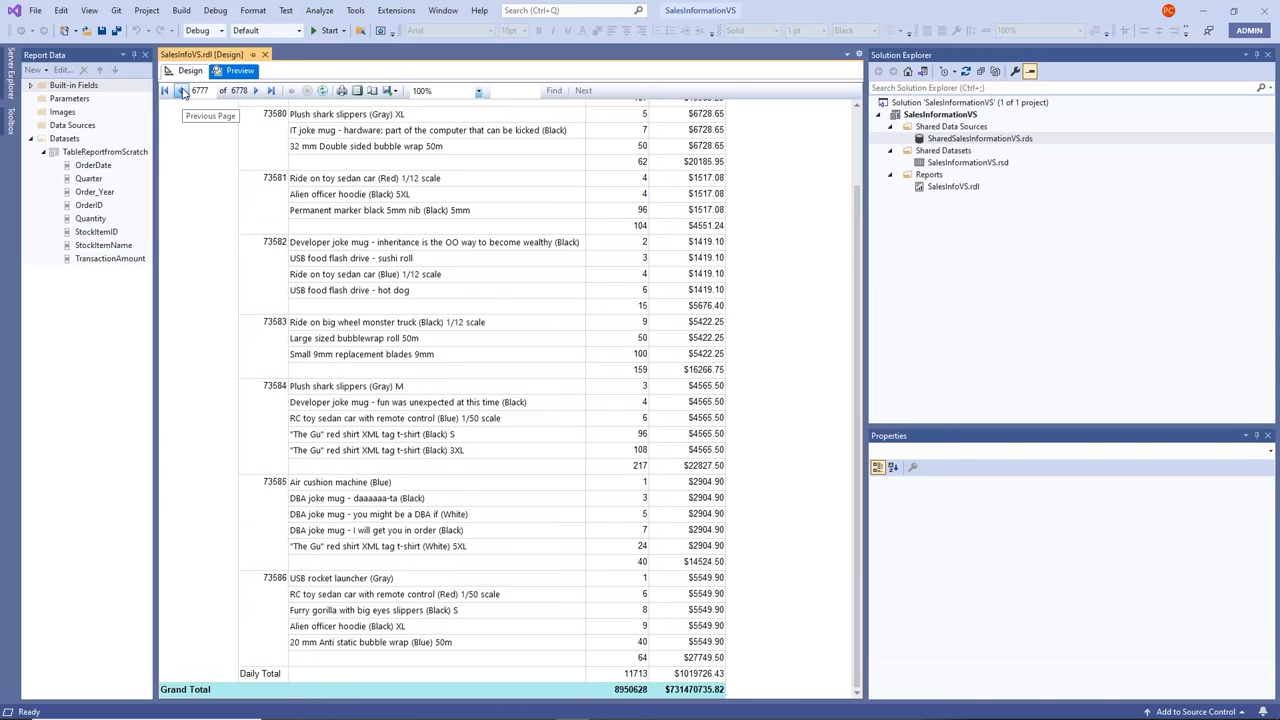 File Edit View Git Project Build Debug Format Test Analyze Tools Extensions Window Help Search (Ctrl+Q) SalesInformationVS PC
Debug Default Start Arial 10pt Solid 1 pt Black 100% ADMIN
Server Explorer
Toolbox
Report Data
New Edit...
Built-in Fields
Parameters
Images
Data Sources
Datasets
TableReportfromScratch
OrderDate
Quarter
Order_Year
OrderID
Quantity
StockItemID
StockItemName
TransactionAmount
SalesInfoVS.rdl [Design]
Design Preview
6777 of 6778 100% Find Next
Previous Page
73580 Plush shark slippers (Gray) XL 5 $6728.65
IT joke mug - hardware: part of the computer that can be kicked (Black) 7 $6728.65
32 mm Double sided bubble wrap 50m 50 $6728.65
62 $20185.95
73581 Ride on toy sedan car (Red) 1/12 scale 4 $1517.08
Alien officer hoodie (Black) 5XL 4 $1517.08
Permanent marker black 5mm nib (Black) 5mm 96 $1517.08
104 $4551.24
73582 Developer joke mug - inheritance is the OO way to become wealthy (Black) 2 $1419.10
USB food flash drive - sushi roll 3 $1419.10
Ride on toy sedan car (Blue) 1/12 scale 4 $1419.10
USB food flash drive - hot dog 6 $1419.10
15 $5676.40
73583 Ride on big wheel monster truck (Black) 1/12 scale 9 $5422.25
Large sized bubblewrap roll 50m 50 $5422.25
Small 9mm replacement blades 9mm 100 $5422.25
159 $16266.75
73584 Plush shark slippers (Gray) M 3 $4565.50
Developer joke mug - fun was unexpected at this time (Black) 4 $4565.50
RC toy sedan car with remote control (Blue) 1/50 scale 6 $4565.50
"The Gu" red shirt XML tag t-shirt (Black) S 96 $4565.50
"The Gu" red shirt XML tag t-shirt (Black) 3XL 108 $4565.50
217 $22827.50
73585 Air cushion machine (Blue) 1 $2904.90
DBA joke mug - daaaaaa-ta (Black) 3 $2904.90
DBA joke mug - you might be a DBA if (White) 5 $2904.90
DBA joke mug - I will get you in order (Black) 7 $2904.90
"The Gu" red shirt XML tag t-shirt (White) 5XL 24 $2904.90
40 $14524.50
73586 USB rocket launcher (Gray) 1 $5549.90
RC toy sedan car with remote control (Red) 1/50 scale 6 $5549.90
Furry gorilla with big eyes slippers (Black) S 8 $5549.90
Alien officer hoodie (Black) XL 9 $5549.90
20 mm Anti static bubble wrap (Blue) 50m 40 $5549.90
64 $27749.50
Daily Total 11713 $1019726.43
Grand Total 8950628 $731470735.82
Solution Explorer
Search Solution Explorer (Ctrl+;)
Solution 'SalesInformationVS' (1 of 1 project)
SalesInformationVS
Shared Data Sources
SharedSalesInformationVS.rds
Shared Datasets
SalesInformationVS.rsd
Reports
SalesInfoVS.rdl
Properties
Ready Add to Source Control